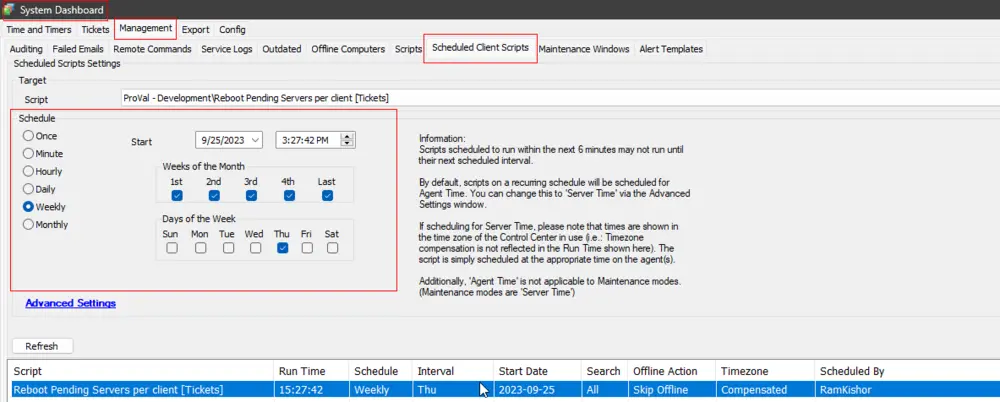 System Dashboard
Time and Timers Tickets Management Export Config
Auditing Failed Emails Remote Commands Service Logs Outdated Offline Computers Scripts Scheduled Client Scripts Maintenance Windows Alert Templates
Scheduled Scripts Settings
Target
Script ProVal - Development\Reboot Pending Servers per client [Tickets]
Schedule
Once
Minute
Hourly
Daily
Weekly
Monthly
Start 9/25/2023 3:27:42 PM
Weeks of the Month
1st 2nd 3rd 4th Last
Days of the Week
Sun Mon Tue Wed Thu Fri Sat
Information:
Scripts scheduled to run within the next 6 minutes may not run until
their next scheduled interval.
By default, scripts on a recurring schedule will be scheduled for
Agent Time. You can change this to 'Server Time' via the Advanced
Settings window.
If scheduling for Server Time, please note that times are shown in
the time zone of the Control Center in use (i.e.: Timezone
compensation is not reflected in the Run Time shown here). The
script is simply scheduled at the appropriate time on the agent(s).
Additionally, 'Agent Time' is not applicable to Maintenance modes.
(Maintenance modes are 'Server Time')
Advanced Settings
Refresh
Script Run Time Schedule Interval Start Date Search Offline Action Timezone Scheduled By
Reboot Pending Servers per client [Tickets] 15:27:42 Weekly Thu 2023-09-25 All Skip Offline Compensated RamKishor